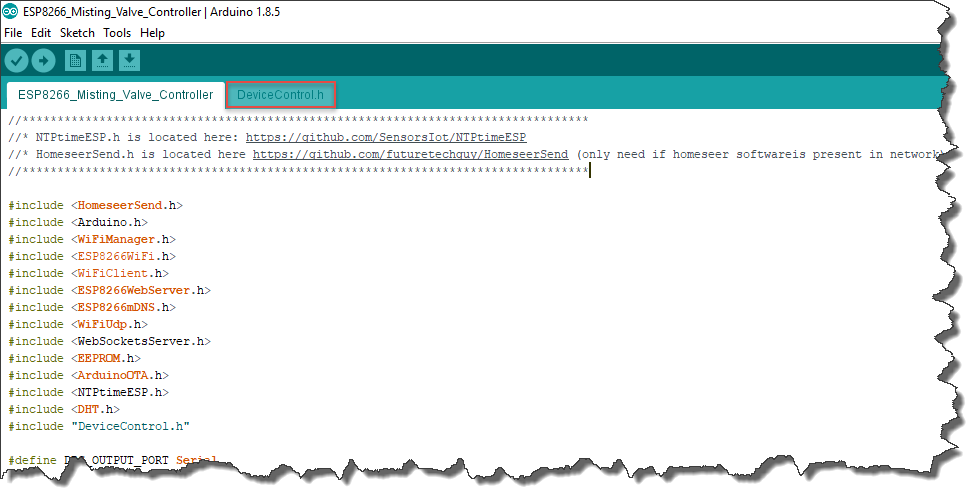 ESP8266_Misting_Valve_Controller | Arduino 1.8.5
File Edit Sketch Tools Help
ESP8266_Misting_Valve_Controller DeviceControl.h
//*********************************************************************************
//* NTPtimeESP.h is located here: https://github.com/SensorsIot/NTPtimeESP
//* HomeseerSend.h is located here https://github.com/futuretechguy/HomeseerSend (only need if homeseer softwareis present in network)
//*********************************************************************************
#include <HomeseerSend.h>
#include <Arduino.h>
#include <WiFiManager.h>
#include <ESP8266WiFi.h>
#include <WiFiClient.h>
#include <ESP8266WebServer.h>
#include <ESP8266mDNS.h>
#include <WiFiUdp.h>
#include <WebSocketsServer.h>
#include <EEPROM.h>
#include <ArduinoOTA.h>
#include <NTPtimeESP.h>
#include <DHT.h>
#include "DeviceControl.h"
#define Serial